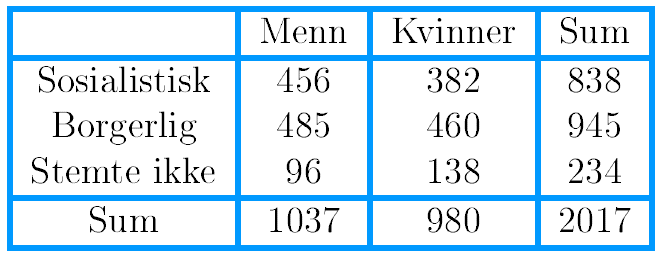 Menn Kvinner Sum
Sosialistisk 456 382 838
Borgerlig 485 460 945
Stemte ikke 96 138 234
Sum 1037 980 2017